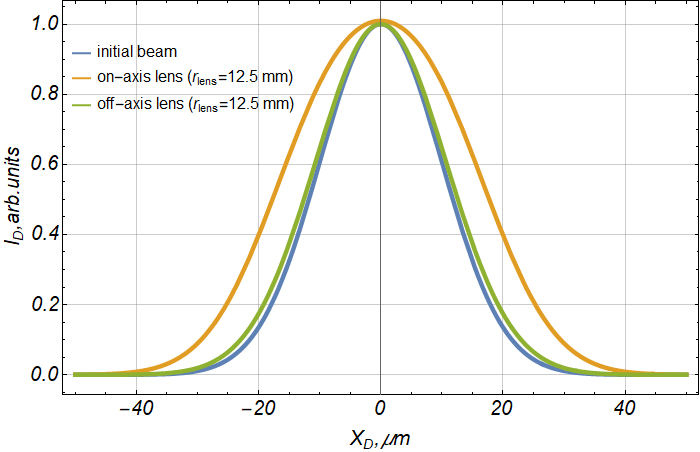 1.0
0.8
0.6
0.4
0.2
0.0
I_D, arb.units
initial beam
on-axis lens (r_lens=12.5 mm)
off-axis lens (r_lens=12.5 mm)
-40 -20 0 20 40
X_D, μm